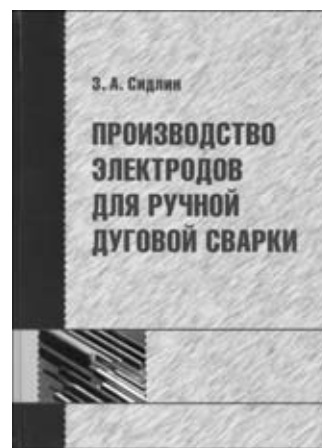 З. А. Сидлин
ПРОИЗВОДСТВО
ЭЛЕКТРОДОВ
ДЛЯ РУЧНОЙ
ДУГОВОЙ СВАРКИ